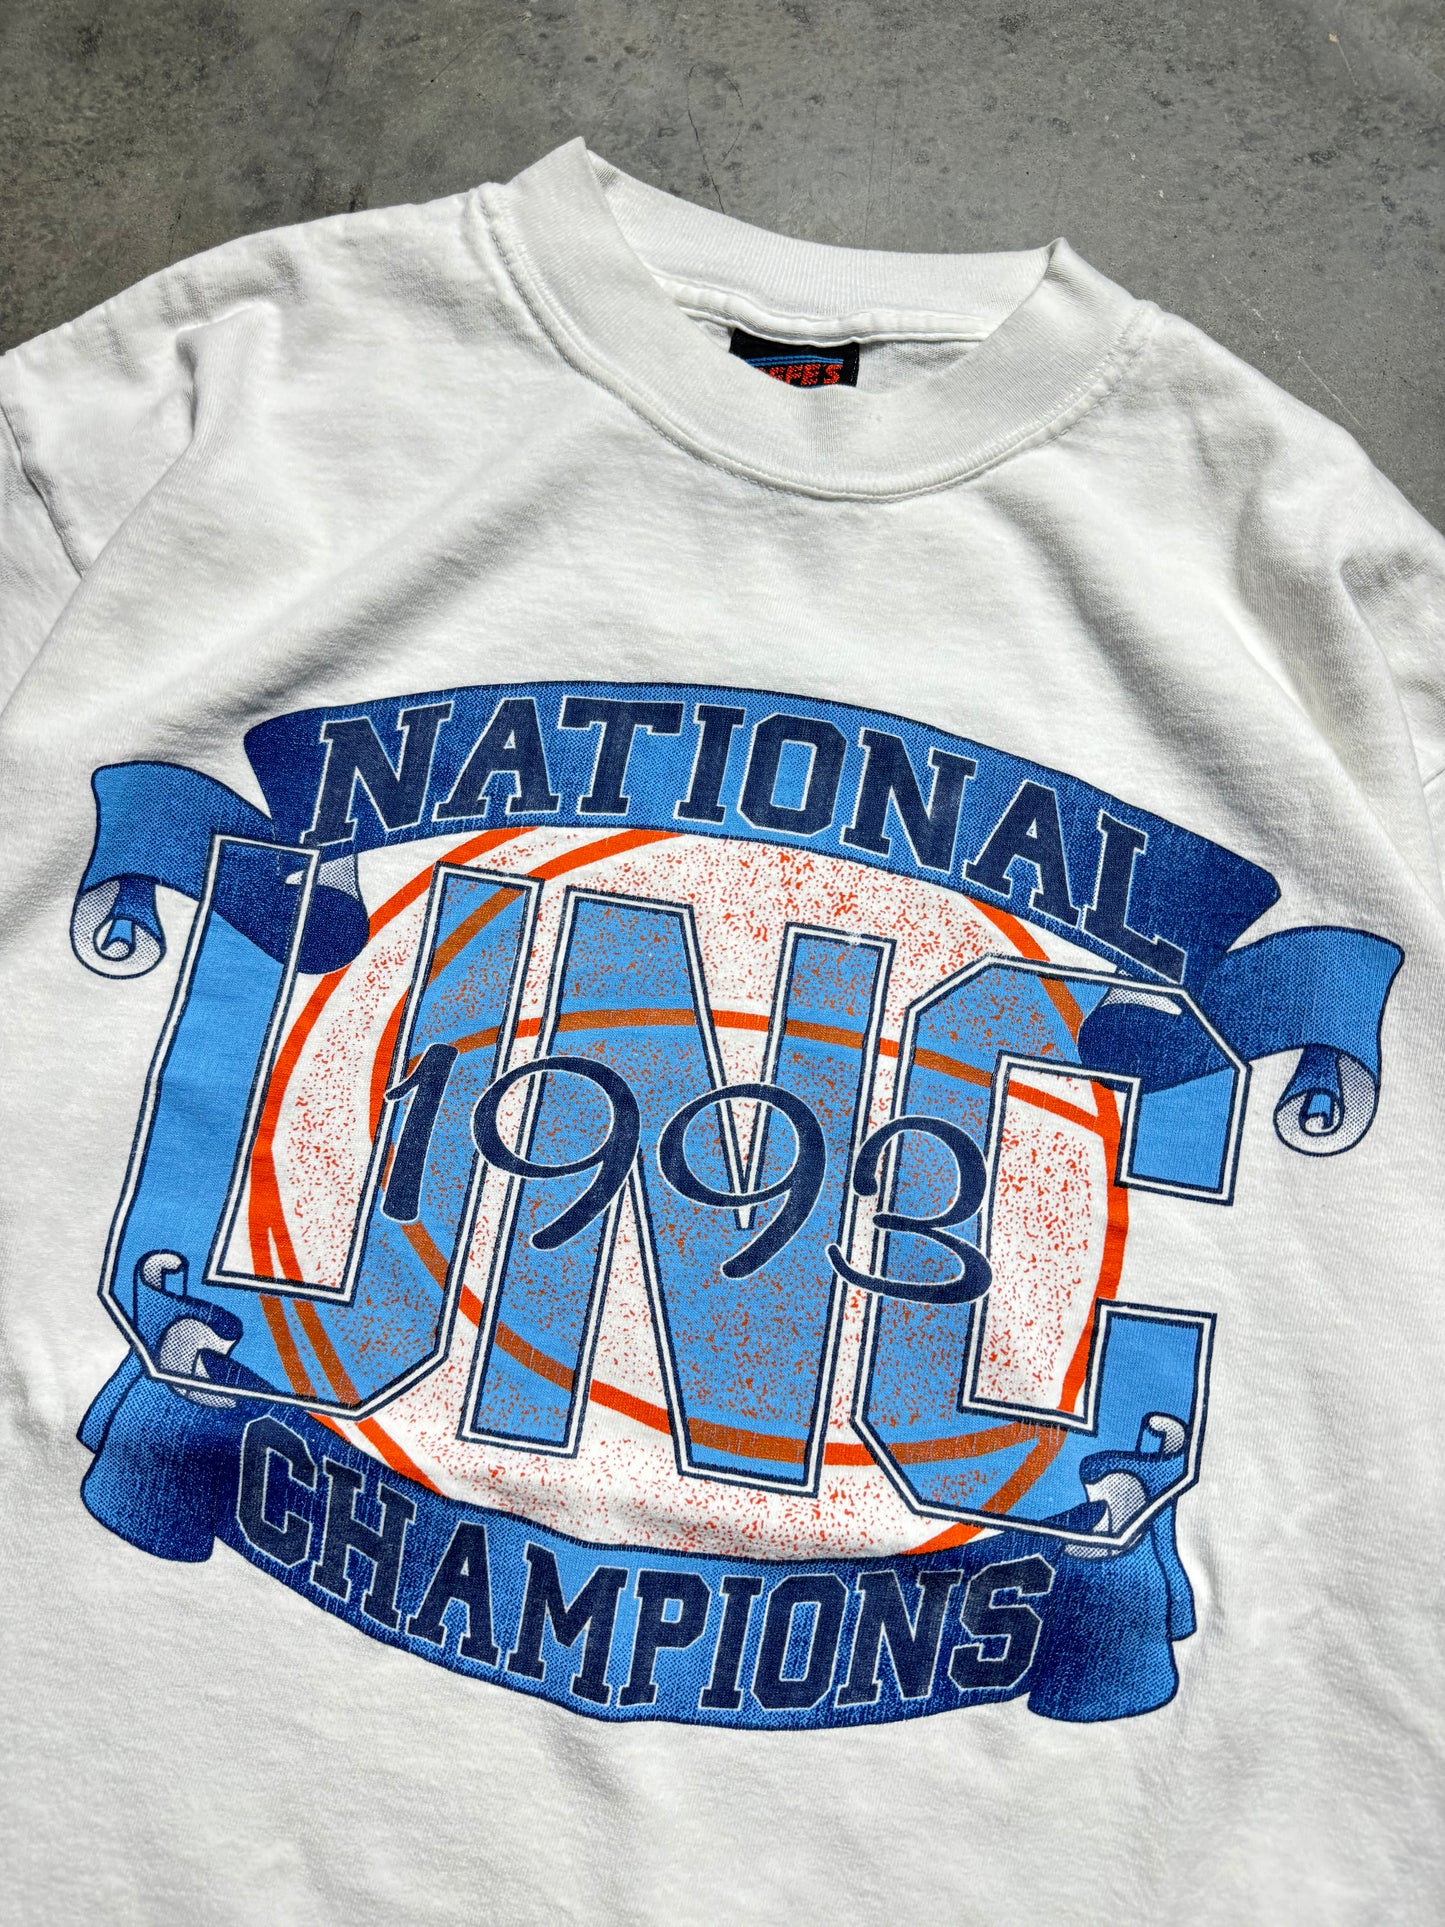 NATIONAL
UNC
1993
CHAMPIONS